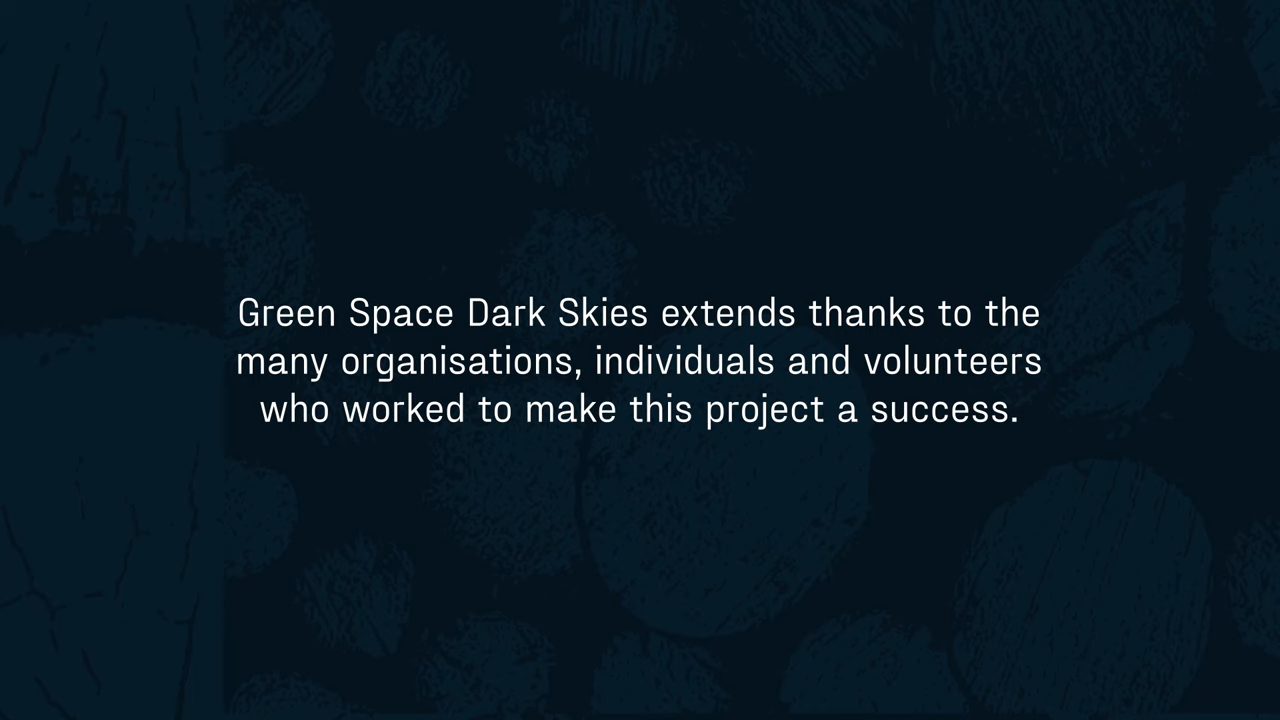 Green Space Dark Skies extends thanks to the
many organisations, individuals and volunteers
who worked to make this project a success.